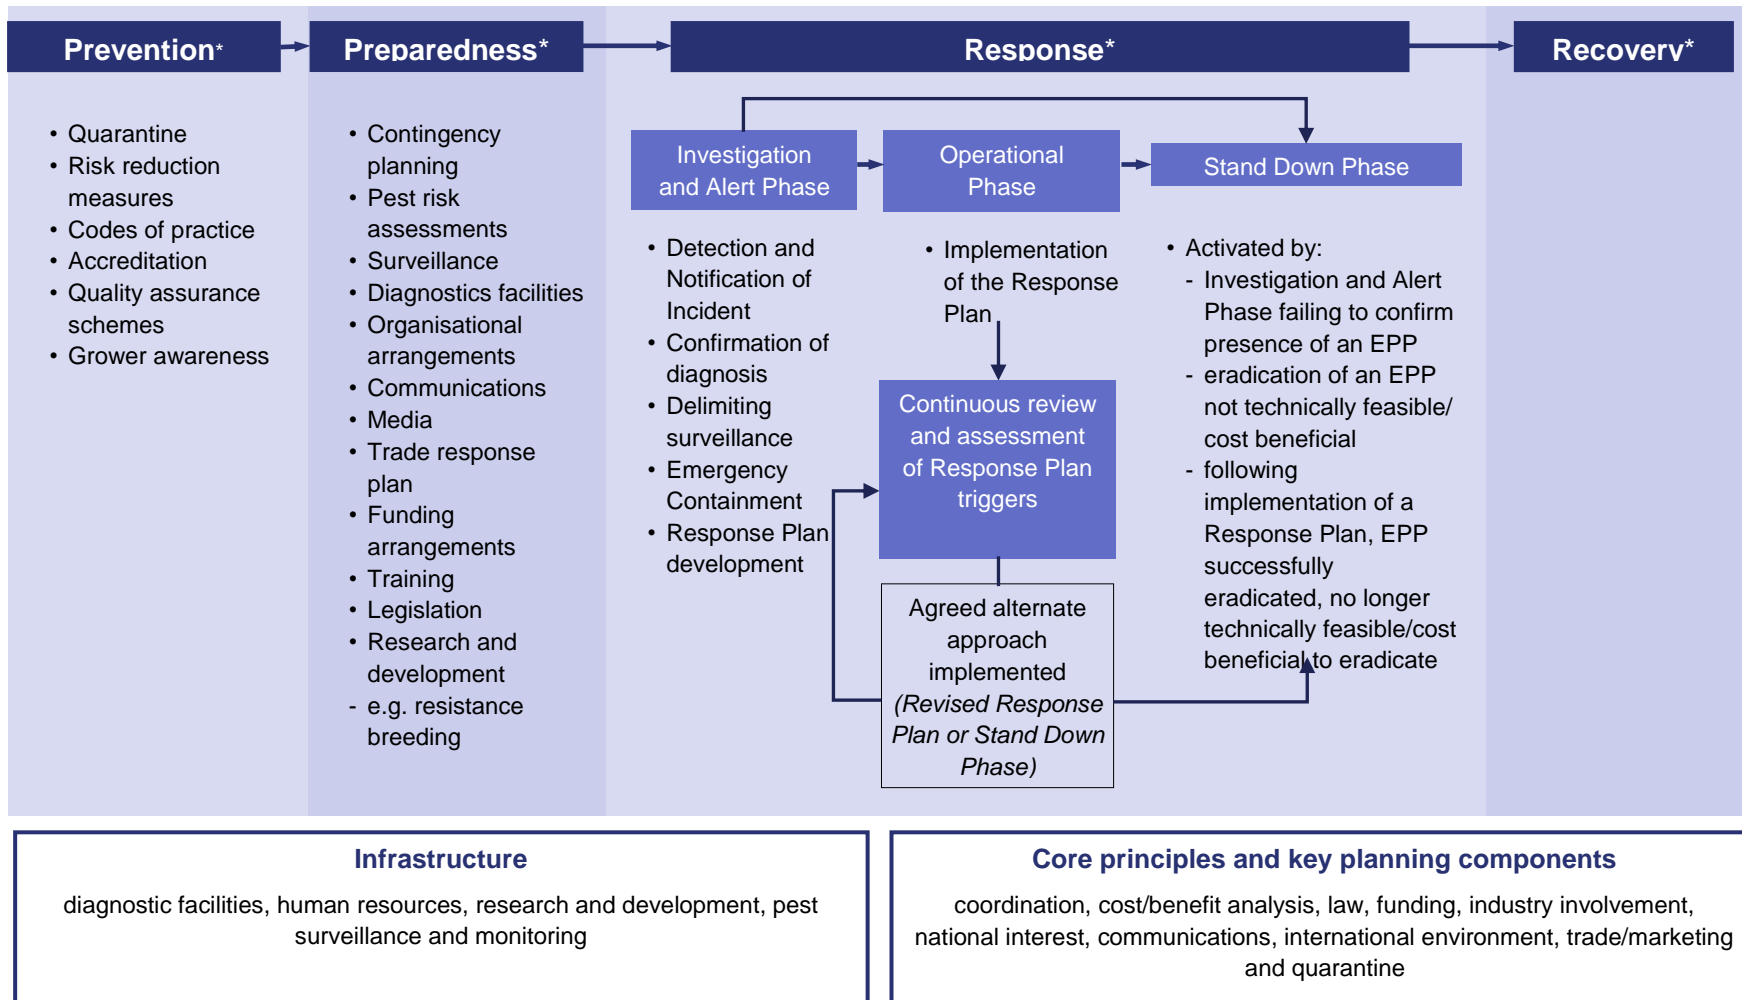 Prevention*
Preparedness*
Response*
Recovery*
• Quarantine
• Risk reduction
measures
• Codes of practice
• Accreditation
• Quality assurance
schemes
• Grower awareness
• Contingency
planning
• Pest risk
assessments
• Surveillance
• Diagnostics facilities
• Organisational
arrangements
• Communications
• Media
• Trade response
plan
• Funding
arrangements
• Training
• Legislation
• Research and
development
- e.g. resistance
breeding
Investigation
and Alert Phase
• Detection and
Notification of
Incident
• Confirmation of
diagnosis
• Delimiting
surveillance
• Emergency
Containment
• Response Plan
development
Operational
Phase
• Implementation
of the Response
Plan
Continuous review
and assessment
of Response Plan
triggers
Agreed alternate
approach
implemented
(Revised Response
Plan or Stand Down
Phase)
Stand Down Phase
• Activated by:
- Investigation and Alert
Phase failing to confirm
presence of an EPP
- eradication of an EPP
not technically feasible/
cost beneficial
- following
implementation of a
Response Plan, EPP
successfully
eradicated, no longer
technically feasible/cost
beneficial to eradicate
Infrastructure
diagnostic facilities, human resources, research and development, pest
surveillance and monitoring
Core principles and key planning components
coordination, cost/benefit analysis, law, funding, industry involvement,
national interest, communications, international environment, trade/marketing
and quarantine